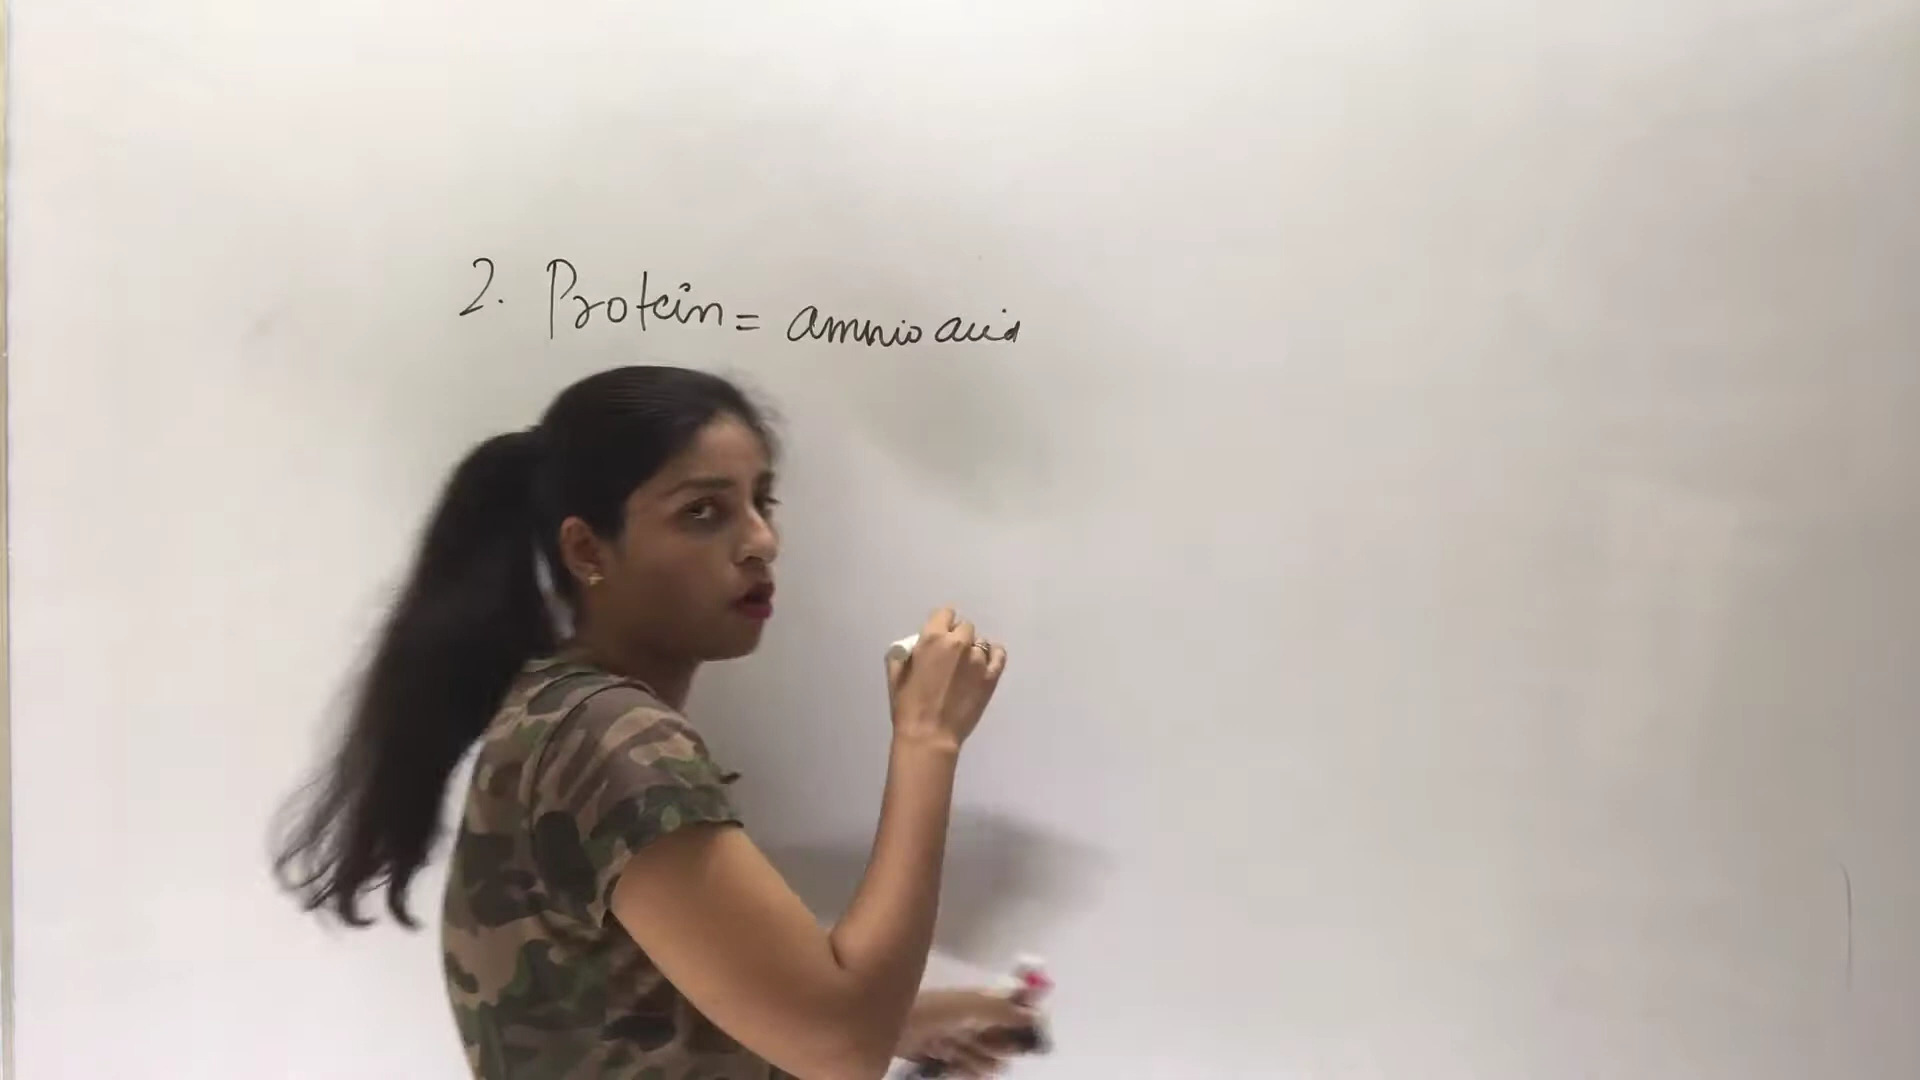 2. Protein = amnio acid